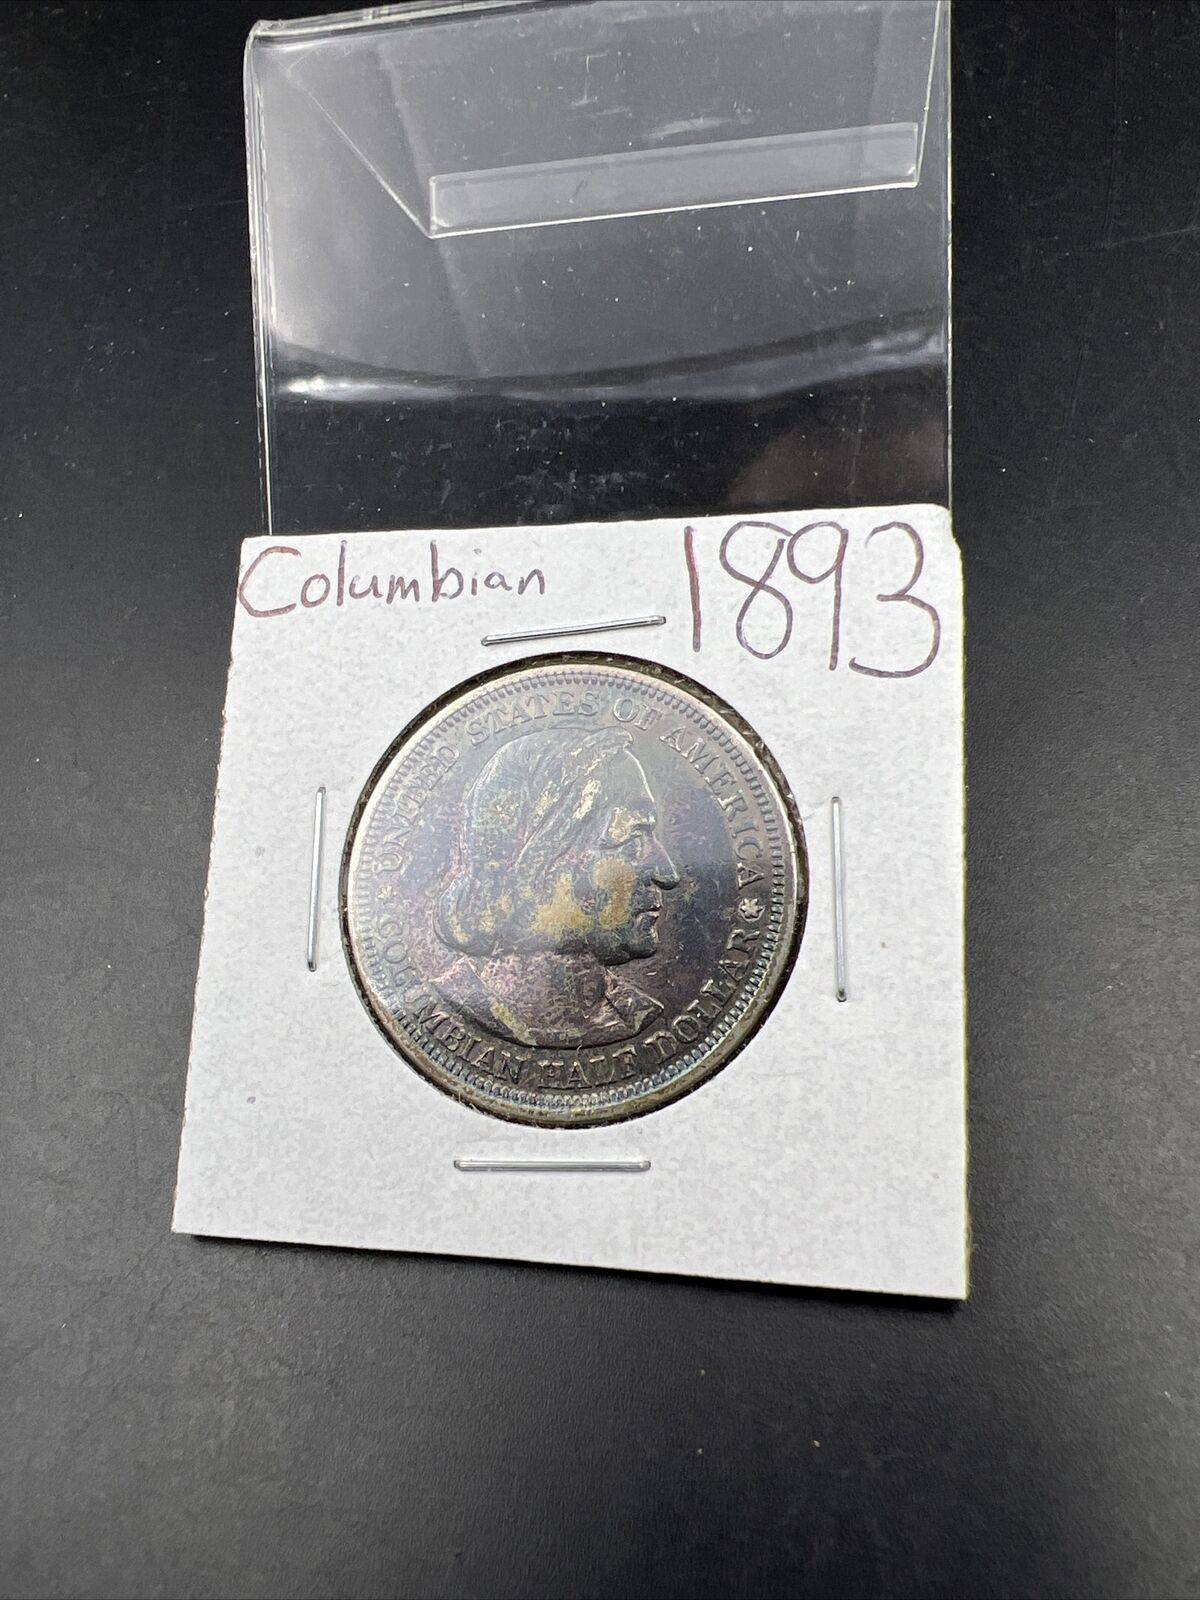 Columbian 1893
UNITED STATES OF AMERICA
COLUMBIAN HALF DOLLAR